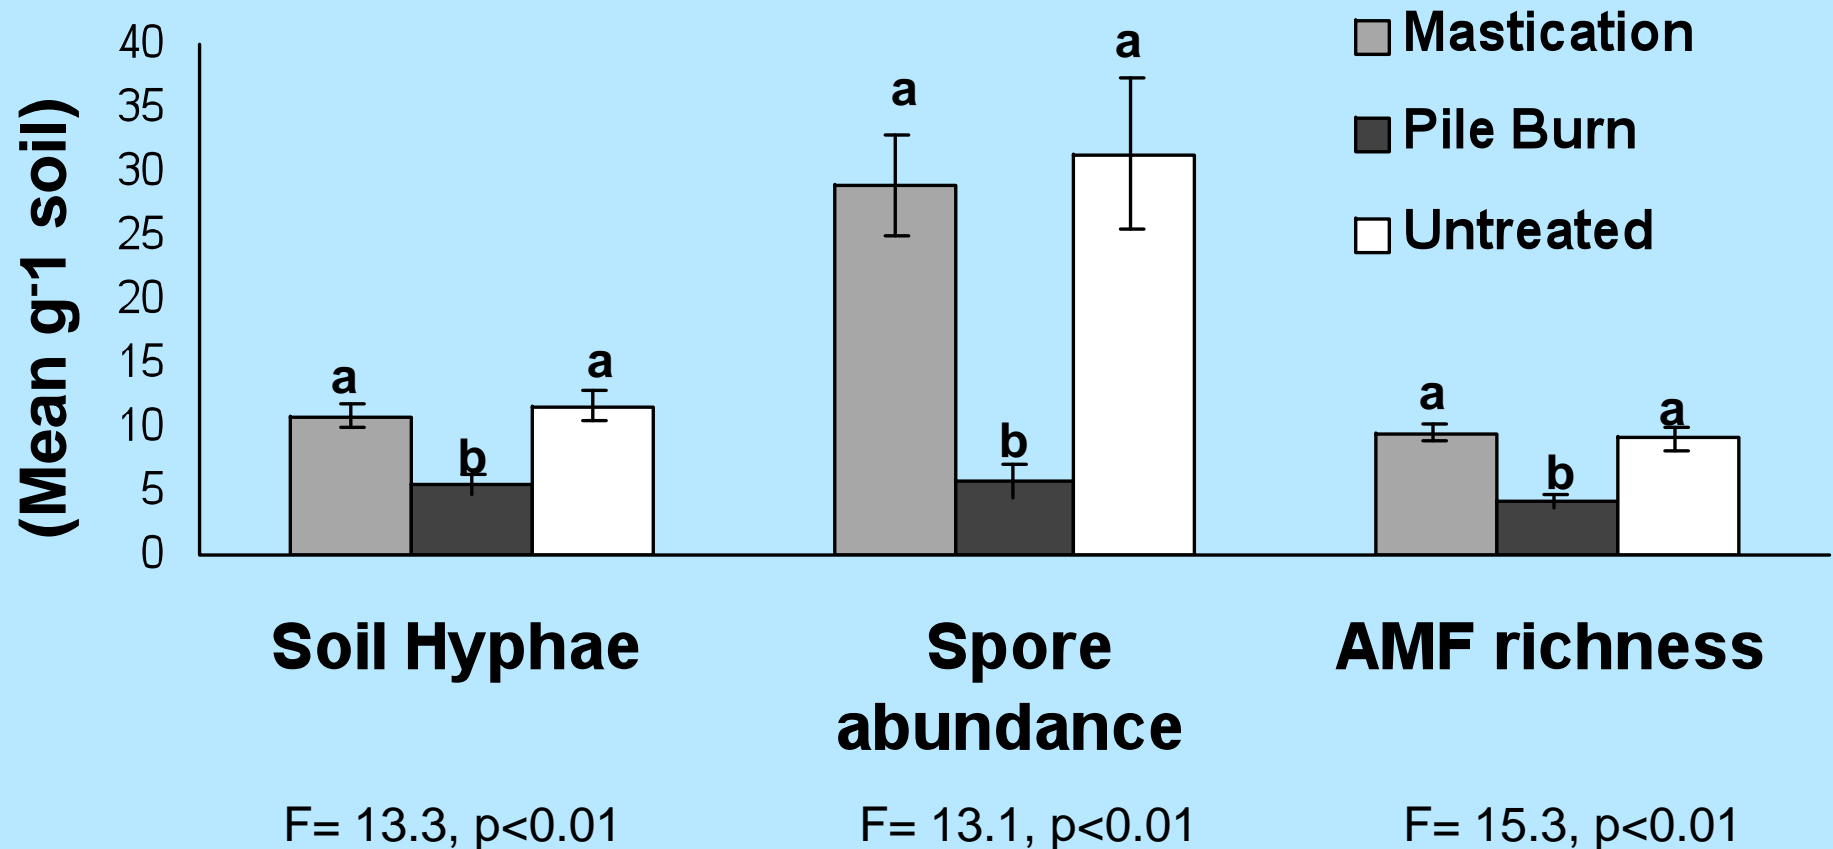 (Mean g-1 soil)
40
35
30
25
20
15
10
5
0
a
b
a
a
b
a
a
b
a
Mastication
Pile Burn
Untreated
Soil Hyphae
Spore
abundance
AMF richness
F= 13.3, p<0.01
F= 13.1, p<0.01
F= 15.3, p<0.01